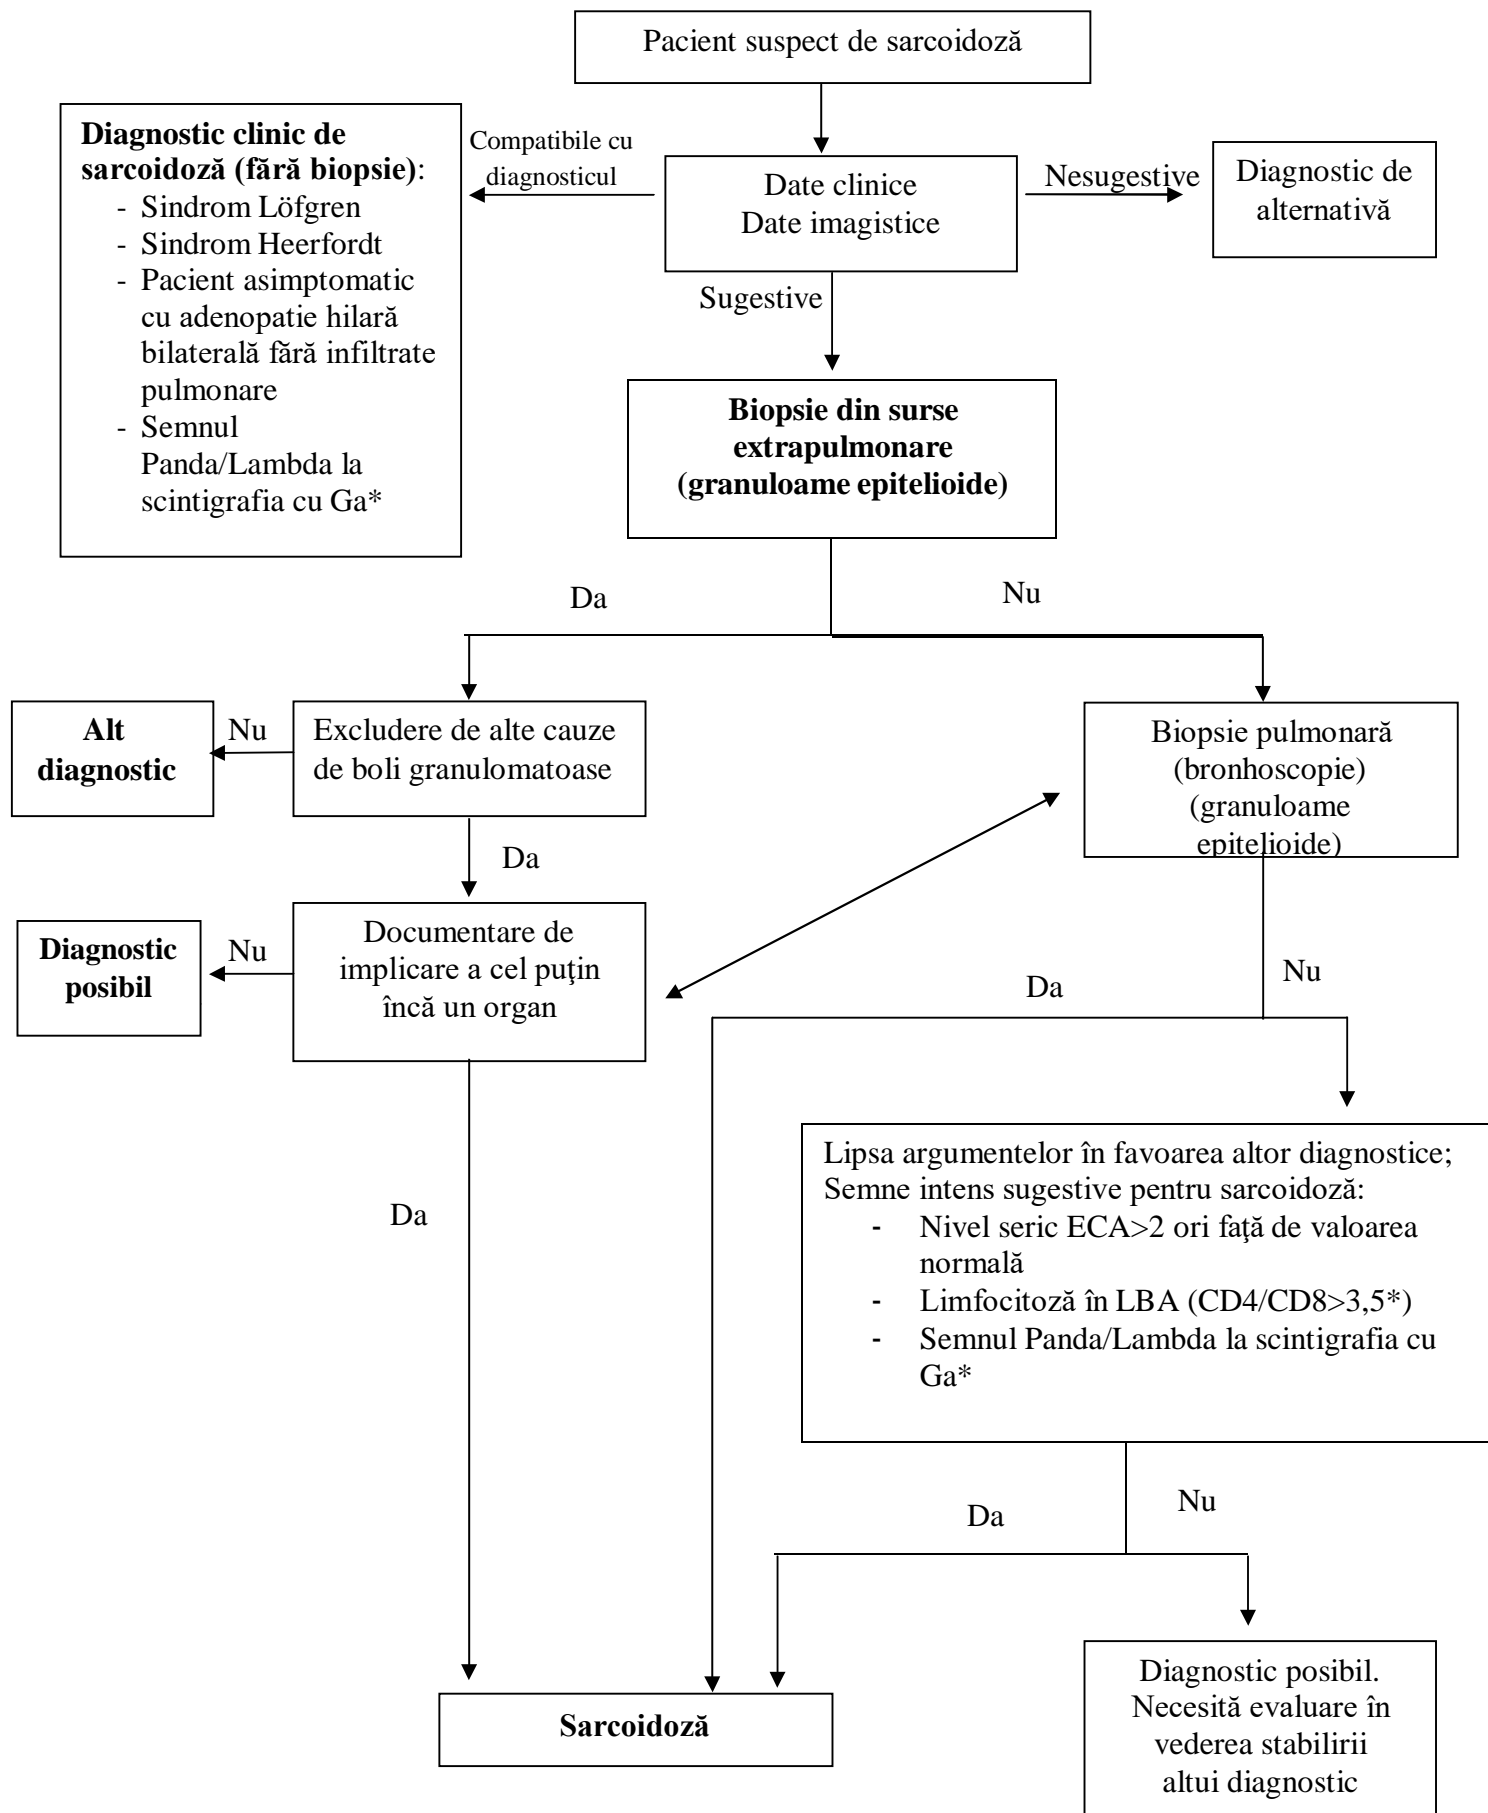 Pacient suspect de sarcoidoză
Diagnostic clinic de
sarcoidoză (fără biopsie):
- Sindrom Löfgren
- Sindrom Heerfordt
- Pacient asimptomatic
cu adenopatie hilară
bilaterală fără infiltrate
pulmonare
- Semnul
Panda/Lambda la
scintigrafia cu Ga*
Compatibile cu
diagnosticul
Date clinice
Date imagistice
Nesugestive
Diagnostic de
alternativă
Sugestive
Biopsie din surse
extrapulmonare
(granuloame epitelioide)
Da
Nu
Alt
diagnostic
Nu
Excludere de alte cauze
de boli granulomatoase
Biopsie pulmonară
(bronhoscopie)
(granuloame
epitelioide)
Da
Diagnostic
posibil
Nu
Documentare de
implicare a cel puţin
încă un organ
Da
Nu
Da
Lipsa argumentelor în favoarea altor diagnostice;
Semne intens sugestive pentru sarcoidoză:
- Nivel seric ECA>2 ori faţă de valoarea
normală
- Limfocitoză în LBA (CD4/CD8>3,5*)
- Semnul Panda/Lambda la scintigrafia cu
Ga*
Da
Nu
Sarcoidoză
Diagnostic posibil.
Necesită evaluare în
vederea stabilirii
altui diagnostic